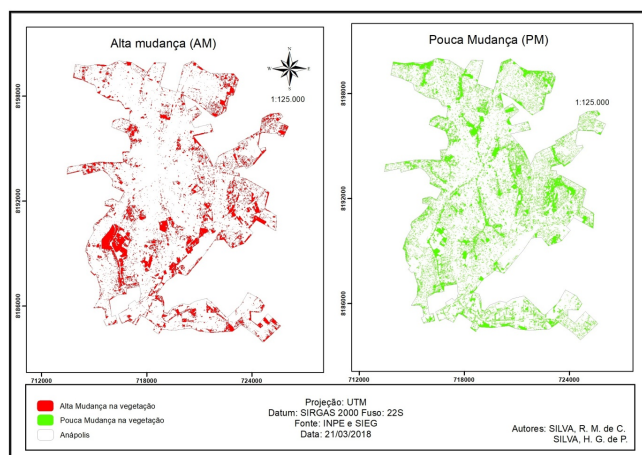 Alta mudança (AM)
N
W
E
S
1:125.000
8198000
8192000
8186000
712000
718000
724000
Pouca Mudança (PM)
1:125.000
8198000
8192000
8186000
712000
718000
724000
Alta Mudança na vegetação
Pouca Mudança na vegetação
Anápolis
Projeção: UTM
Datum: SIRGAS 2000 Fuso: 22S
Fonte: INPE e SIEG
Data: 21/03/2018
Autores: SILVA, R. M. de C.
SILVA, H. G. de P.